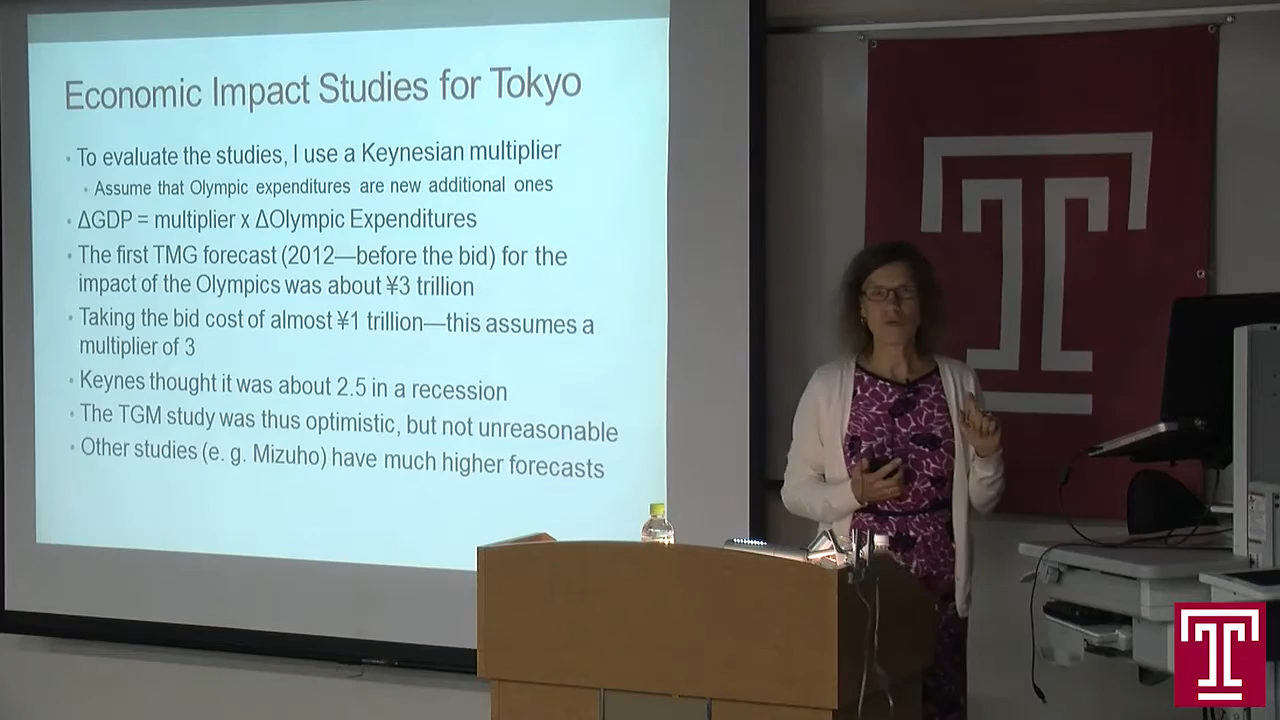 Economic Impact Studies for Tokyo
• To evaluate the studies, I use a Keynesian multiplier
• Assume that Olympic expenditures are new additional ones
• ΔGDP = multiplier x ΔOlympic Expenditures
• The first TMG forecast (2012—before the bid) for the
impact of the Olympics was about ¥3 trillion
• Taking the bid cost of almost ¥1 trillion—this assumes a
multiplier of 3
• Keynes thought it was about 2.5 in a recession
• The TGM study was thus optimistic, but not unreasonable
• Other studies (e. g. Mizuho) have much higher forecasts
T
T